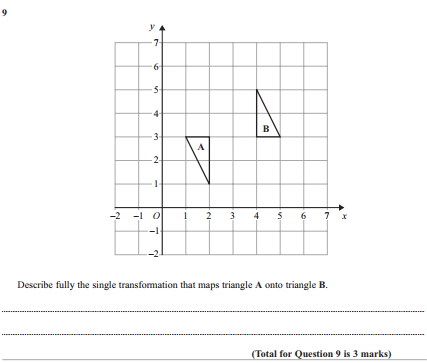 9
y
7
6
5
4
B
3
A
2
1
-2 -1 O 1 2 3 4 5 6 7 x
-1
-2
Describe fully the single transformation that maps triangle A onto triangle B.
(Total for Question 9 is 3 marks)